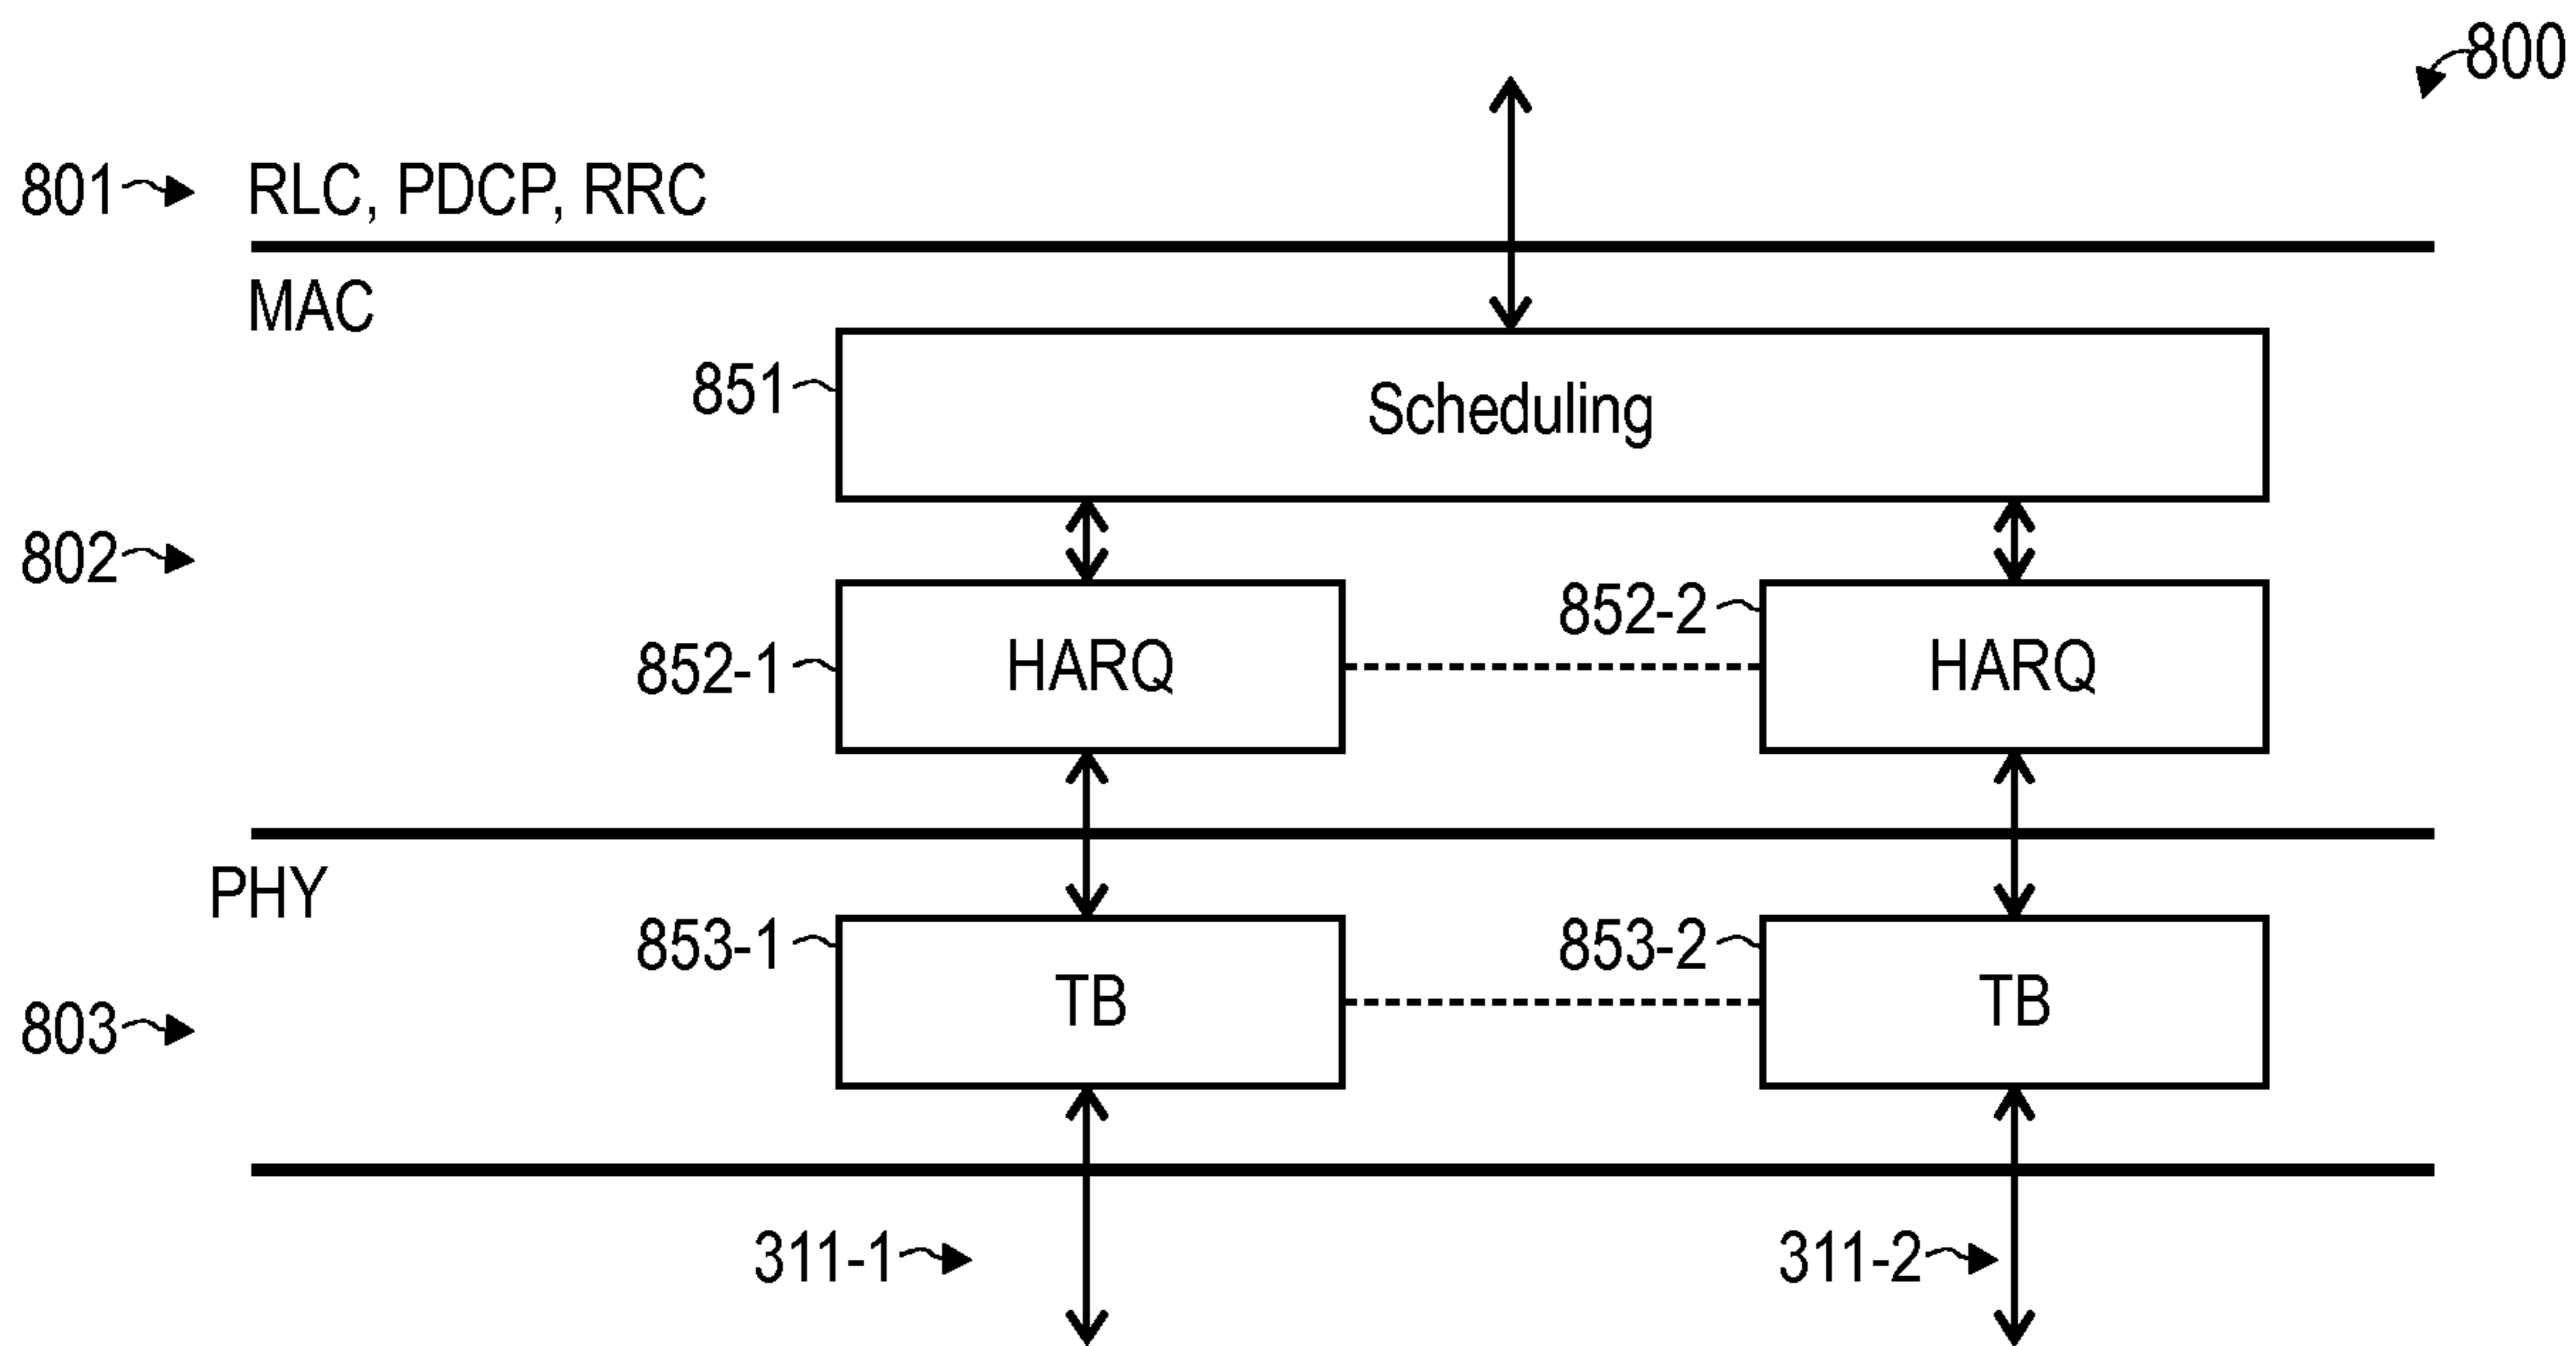 800
801 RLC, PDCP, RRC
MAC
851 Scheduling
802
852-1 HARQ 852-2 HARQ
PHY
853-1 TB 853-2 TB
803
311-1 311-2